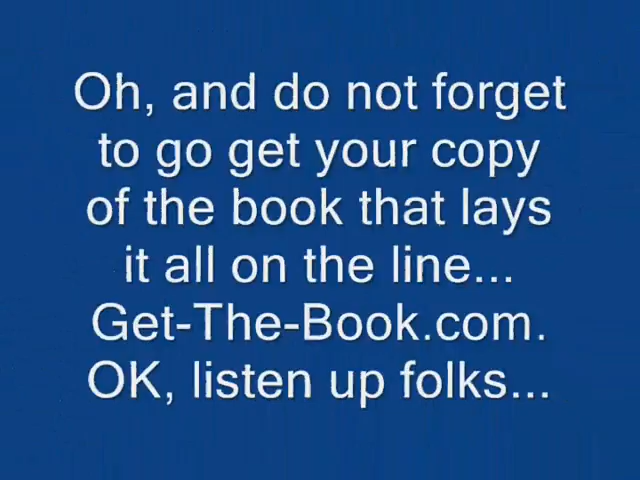 Oh, and do not forget
to go get your copy
of the book that lays
it all on the line...
Get-The-Book.com.
OK, listen up folks...